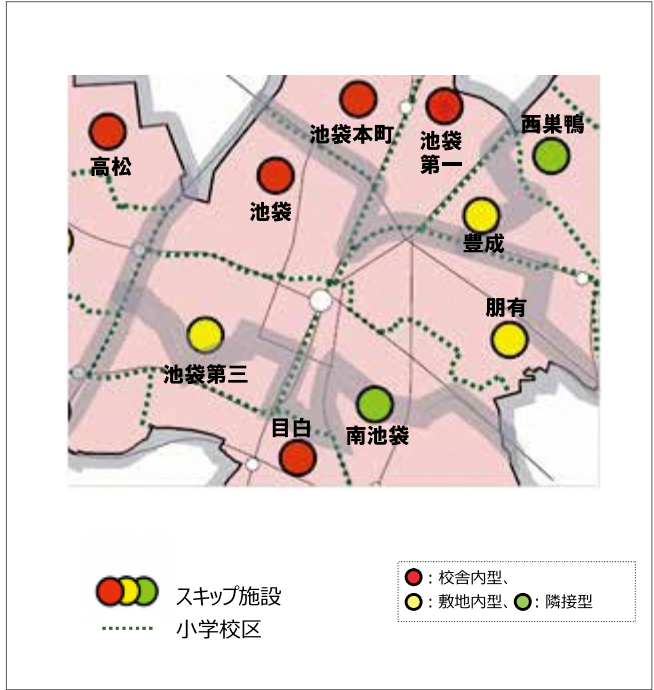 池袋本町
池袋
第一
西巣鴨
高松
池袋
豊成
朋有
池袋第三
目白
南池袋
スキップ施設
小学校区
：校舎内型、
：敷地内型、：隣接型